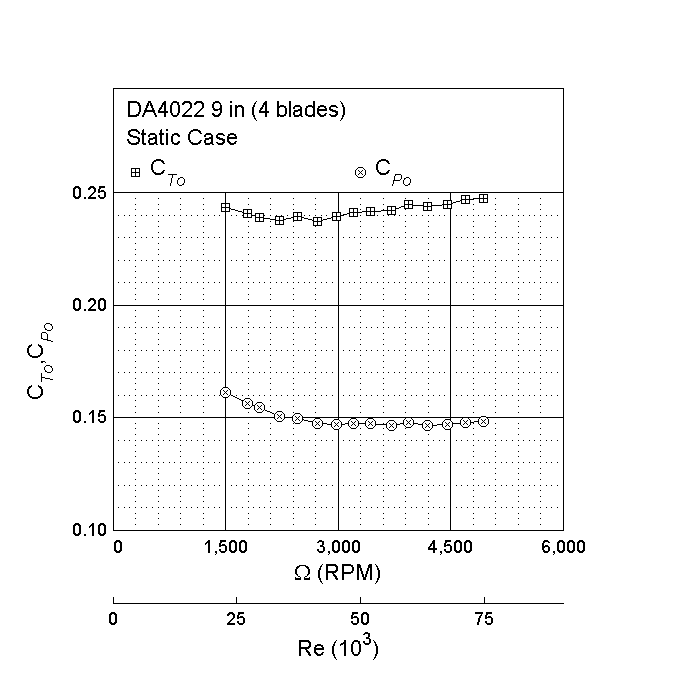 DA4022 9 in (4 blades)
Static Case
C_To C_Po
0.25
0.20
0.15
0.10
C_To,C_Po
0 1,500 3,000 4,500 6,000
Ω (RPM)
0 25 50 75
Re (10^3)